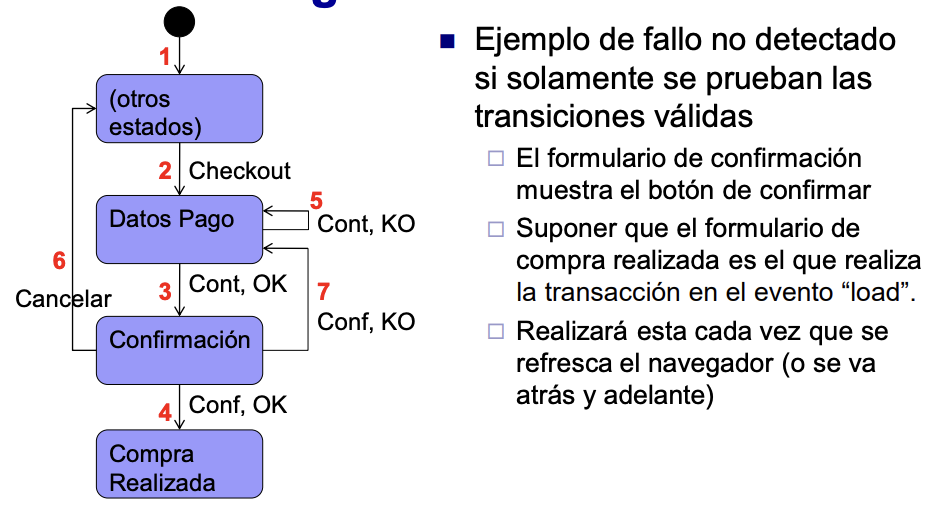 1
(otros
estados)
2 Checkout
Datos Pago
5
Cont, KO
6
Cancelar
3 Cont, OK
7
Conf, KO
Confirmación
4 Conf, OK
Compra
Realizada
Ejemplo de fallo no detectado
si solamente se prueban las
transiciones válidas
El formulario de confirmación
muestra el botón de confirmar
Suponer que el formulario de
compra realizada es el que realiza
la transacción en el evento “load”.
Realizará esta cada vez que se
refresca el navegador (o se va
atrás y adelante)